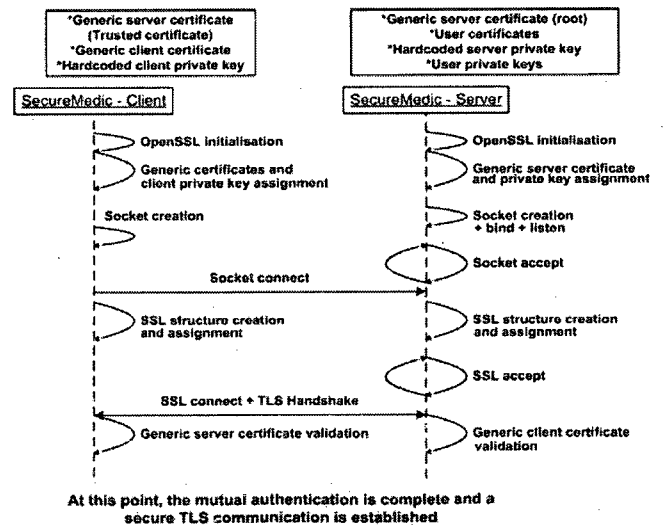 *Generic server certificate
(Trusted certificate)
*Generic client certificate
*Hardcoded client private key
*Generic server certificate (root)
*User certificates
*Hardcoded server private key
*User private keys
SecureMedic - Client
SecureMedic - Server
OpenSSL initialisation
OpenSSL initialisation
Generic certificates and
client private key assignment
Generic server certificate
and private key assignment
Socket creation
Socket creation
+ bind + listen
Socket accept
Socket connect
SSL structure creation
and assignment
SSL structure creation
and assignment
SSL accept
SSL connect + TLS Handshake
Generic server certificate validation
Generic client certificate
validation
At this point, the mutual authentication is complete and a
secure TLS communication is established